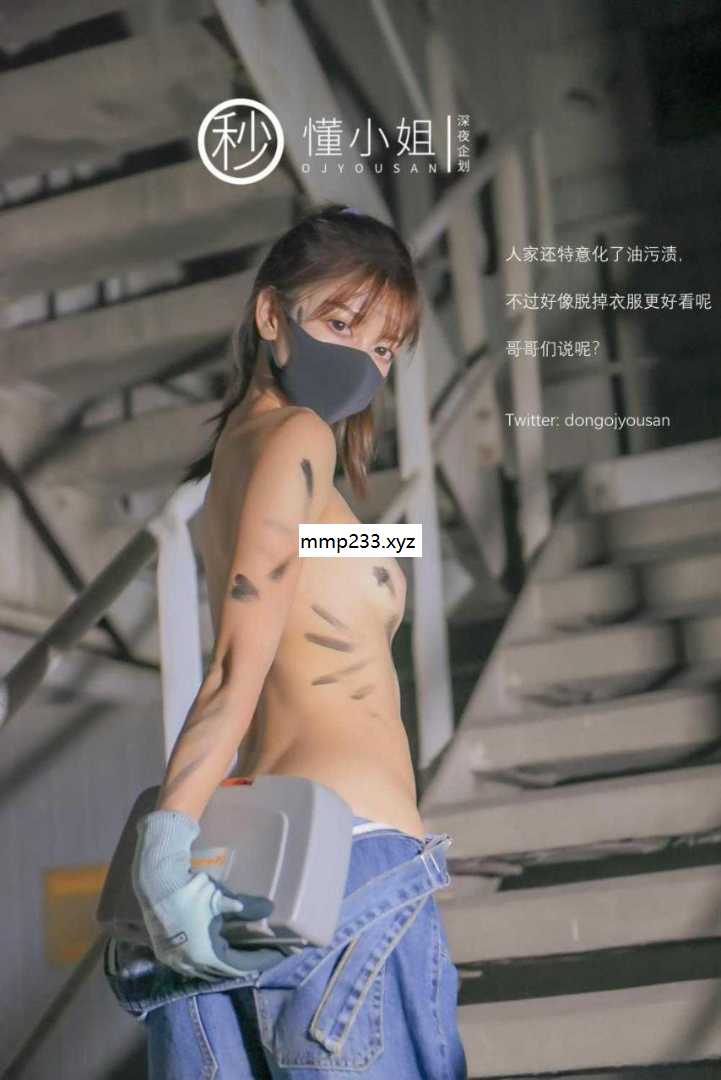 秒 懂小姐 深夜企划
OJYOUSAN
人家还特意化了油污渍,
不过好像脱掉衣服更好看呢
哥哥们说呢?
Twitter: dongojyousan
mmp233.xyz